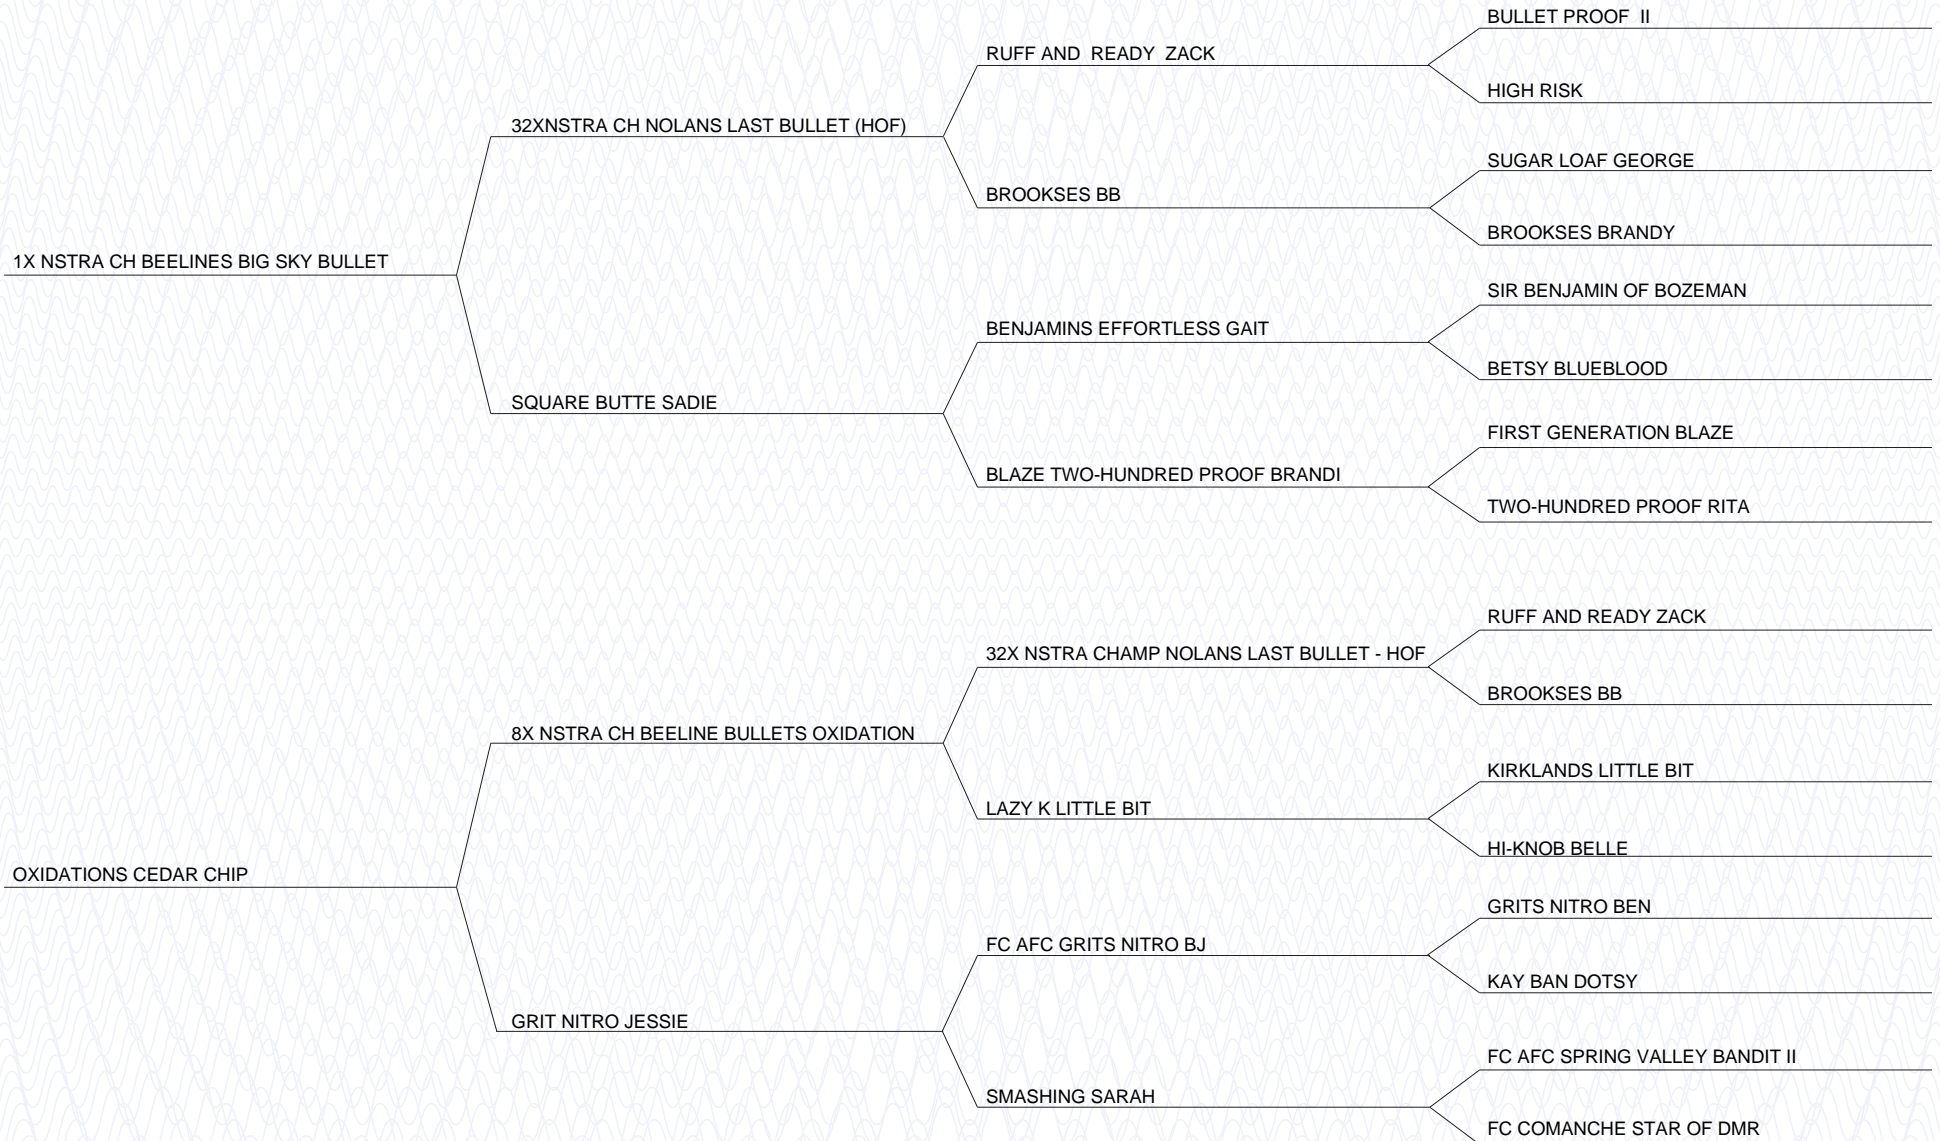 BULLET PROOF  II
RUFF AND  READY  ZACK
HIGH RISK
32XNSTRA CH NOLANS LAST BULLET (HOF)
SUGAR LOAF GEORGE
BROOKSES BB
BROOKSES BRANDY
1X NSTRA CH BEELINES BIG SKY BULLET
SIR BENJAMIN OF BOZEMAN
BENJAMINS EFFORTLESS GAIT
BETSY BLUEBLOOD
SQUARE BUTTE SADIE
FIRST GENERATION BLAZE
BLAZE TWO-HUNDRED PROOF BRANDI
TWO-HUNDRED PROOF RITA
RUFF AND READY ZACK
32X NSTRA CHAMP NOLANS LAST BULLET - HOF
BROOKSES BB
8X NSTRA CH BEELINE BULLETS OXIDATION
KIRKLANDS LITTLE BIT
LAZY K LITTLE BIT
HI-KNOB BELLE
OXIDATIONS CEDAR CHIP
GRITS NITRO BEN
FC AFC GRITS NITRO BJ
KAY BAN DOTSY
GRIT NITRO JESSIE
FC AFC SPRING VALLEY BANDIT II
SMASHING SARAH
FC COMANCHE STAR OF DMR